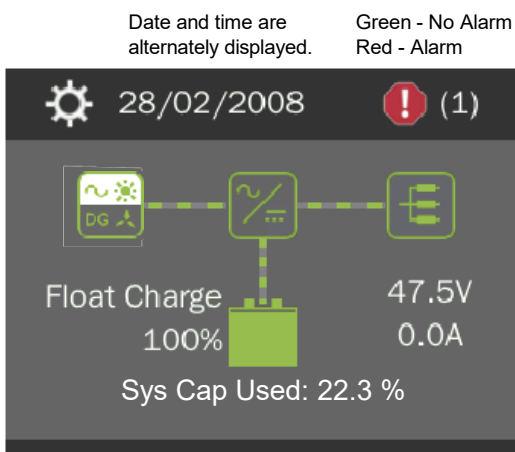 Date and time are
alternately displayed.
Green - No Alarm
Red - Alarm
28/02/2008
! (1)
DG
Float Charge
100%
47.5V
0.0A
Sys Cap Used: 22.3 %